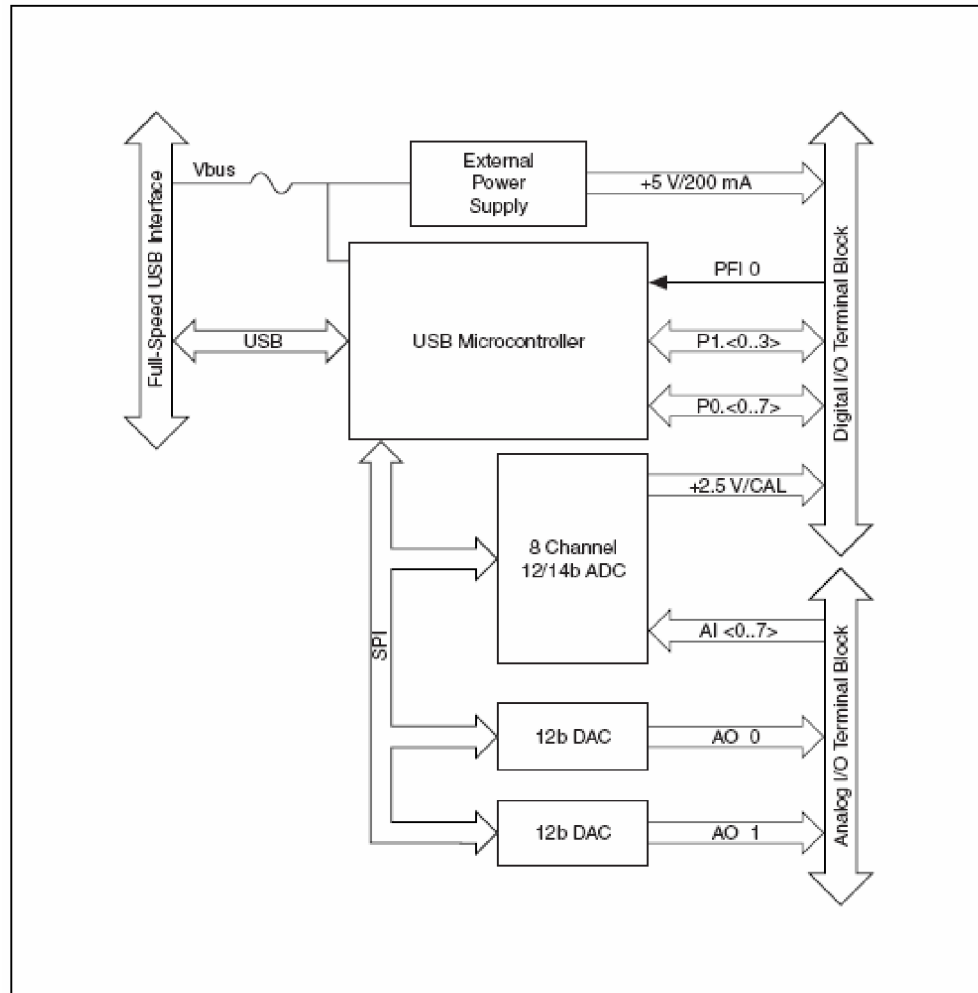 Full-Speed USB Interface
Vbus
External
Power
Supply
+5 V/200 mA
Digital I/O Terminal Block
PFI 0
USB
USB Microcontroller
P1.<0..3>
P0.<0..7>
+2.5 V/CAL
8 Channel
12/14b ADC
SPI
AI <0..7>
Analog I/O Terminal Block
12b DAC
AO 0
12b DAC
AO 1